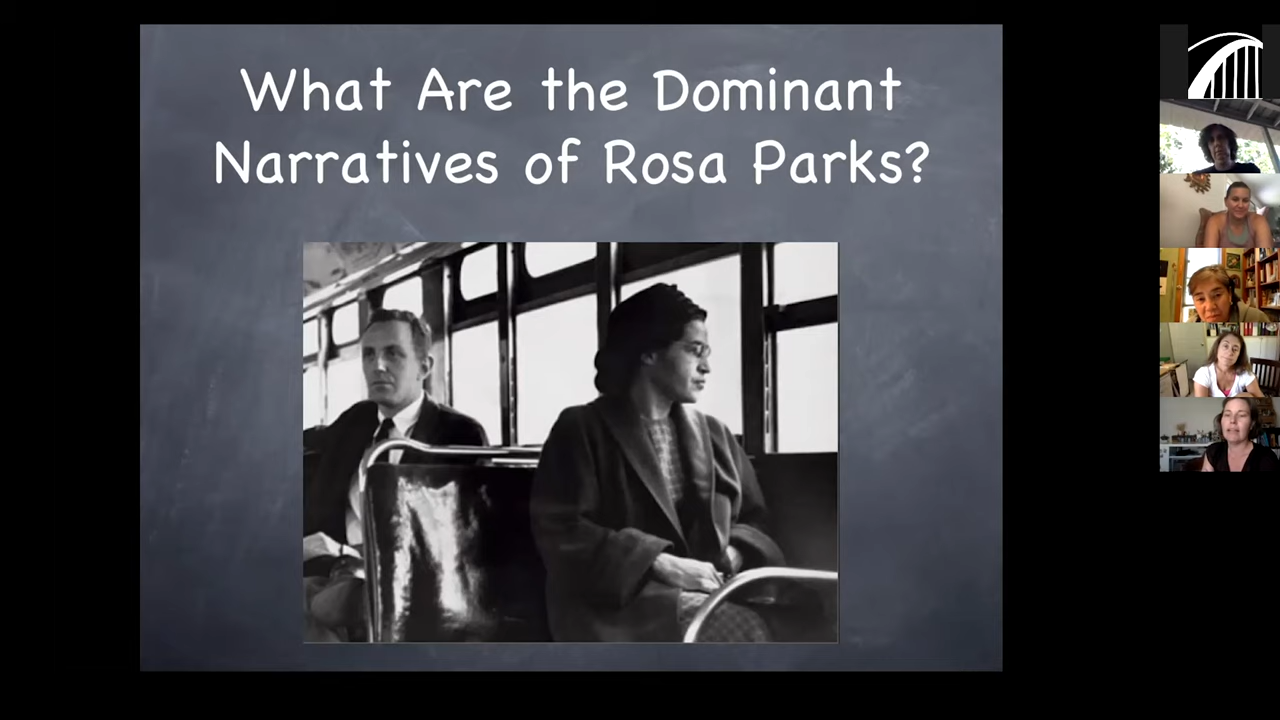 What Are the Dominant
Narratives of Rosa Parks?